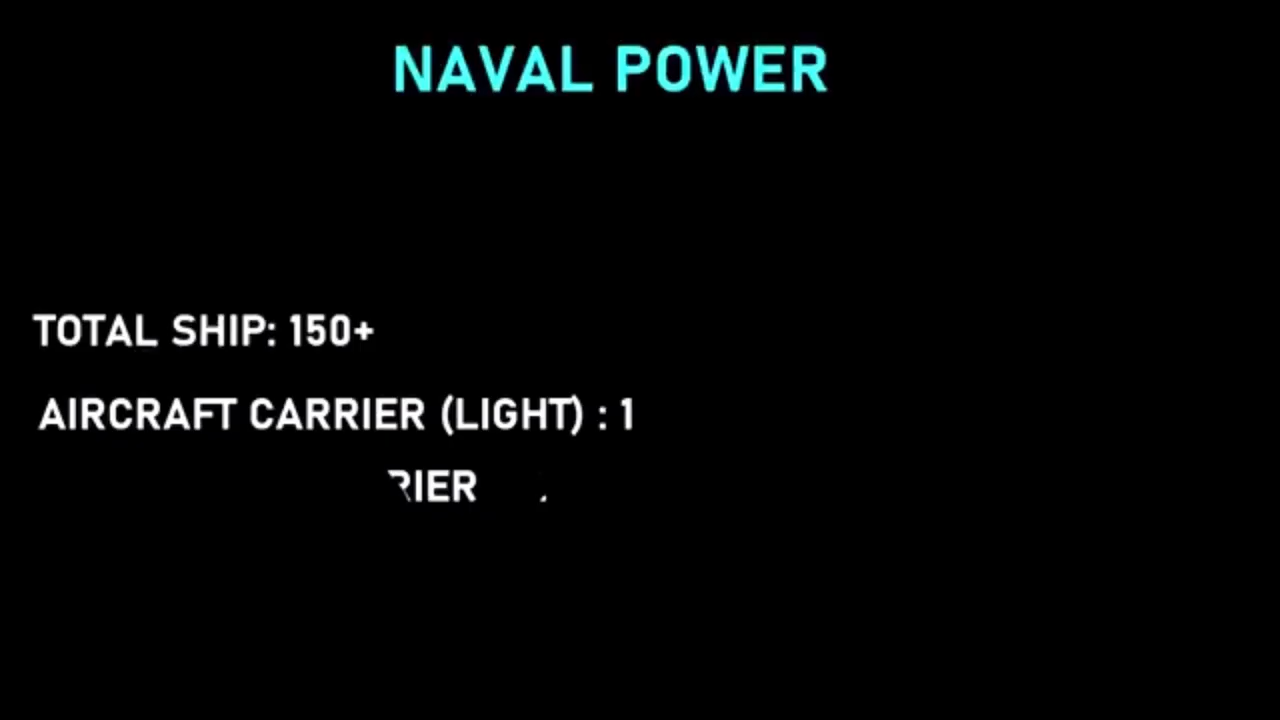 NAVAL POWER
TOTAL SHIP: 150+
AIRCRAFT CARRIER (LIGHT) : 1